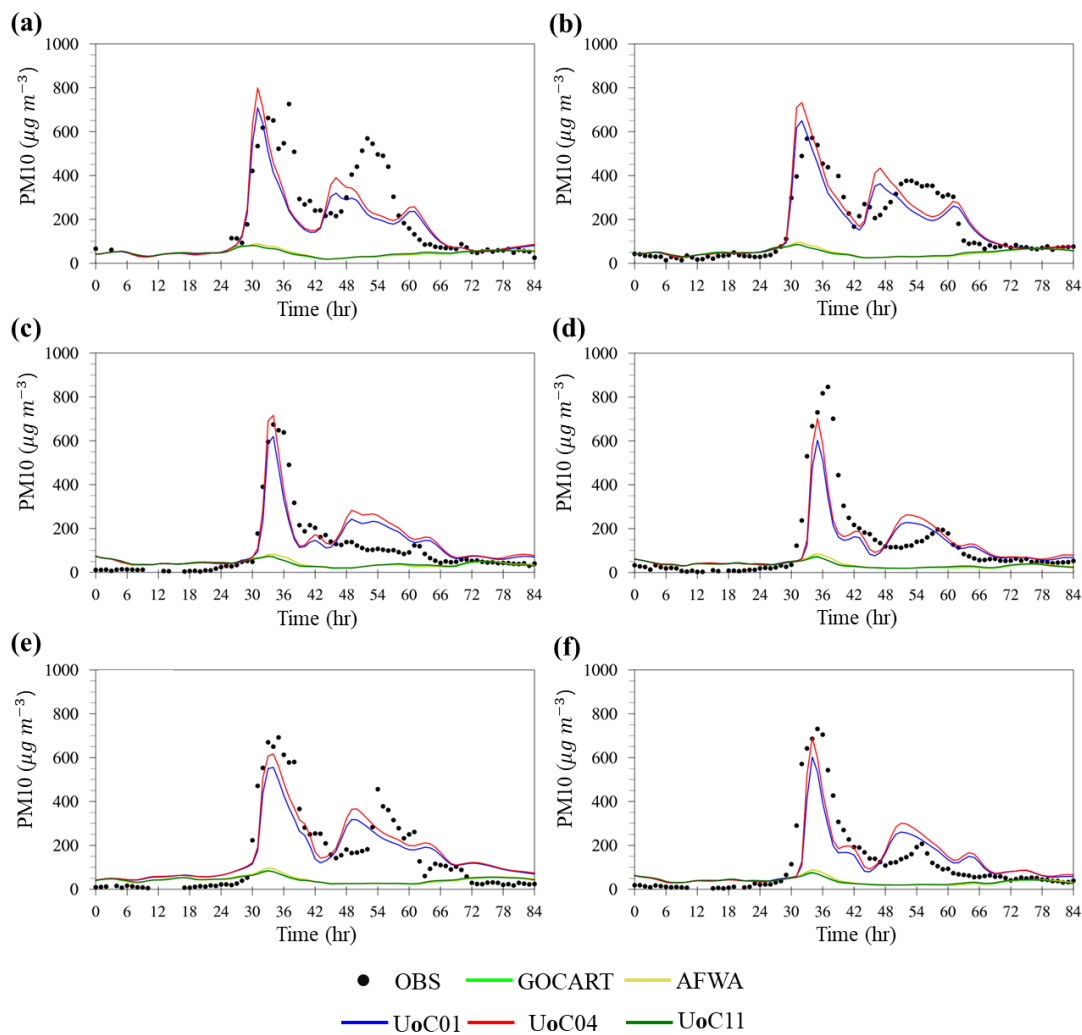 (a)
(b)
PM10 (μg m⁻³)
1000
800
600
400
200
0
0 6 12 18 24 30 36 42 48 54 60 66 72 78 84
Time (hr)
PM10 (μg m⁻³)
1000
800
600
400
200
0
0 6 12 18 24 30 36 42 48 54 60 66 72 78 84
Time (hr)
(c)
(d)
PM10 (μg m⁻³)
1000
800
600
400
200
0
0 6 12 18 24 30 36 42 48 54 60 66 72 78 84
Time (hr)
PM10 (μg m⁻³)
1000
800
600
400
200
0
0 6 12 18 24 30 36 42 48 54 60 66 72 78 84
Time (hr)
(e)
(f)
PM10 (μg m⁻³)
1000
800
600
400
200
0
0 6 12 18 24 30 36 42 48 54 60 66 72 78 84
Time (hr)
PM10 (μg m⁻³)
1000
800
600
400
200
0
0 6 12 18 24 30 36 42 48 54 60 66 72 78 84
Time (hr)
OBS GOCART AFWA
UoC01 UoC04 UoC11